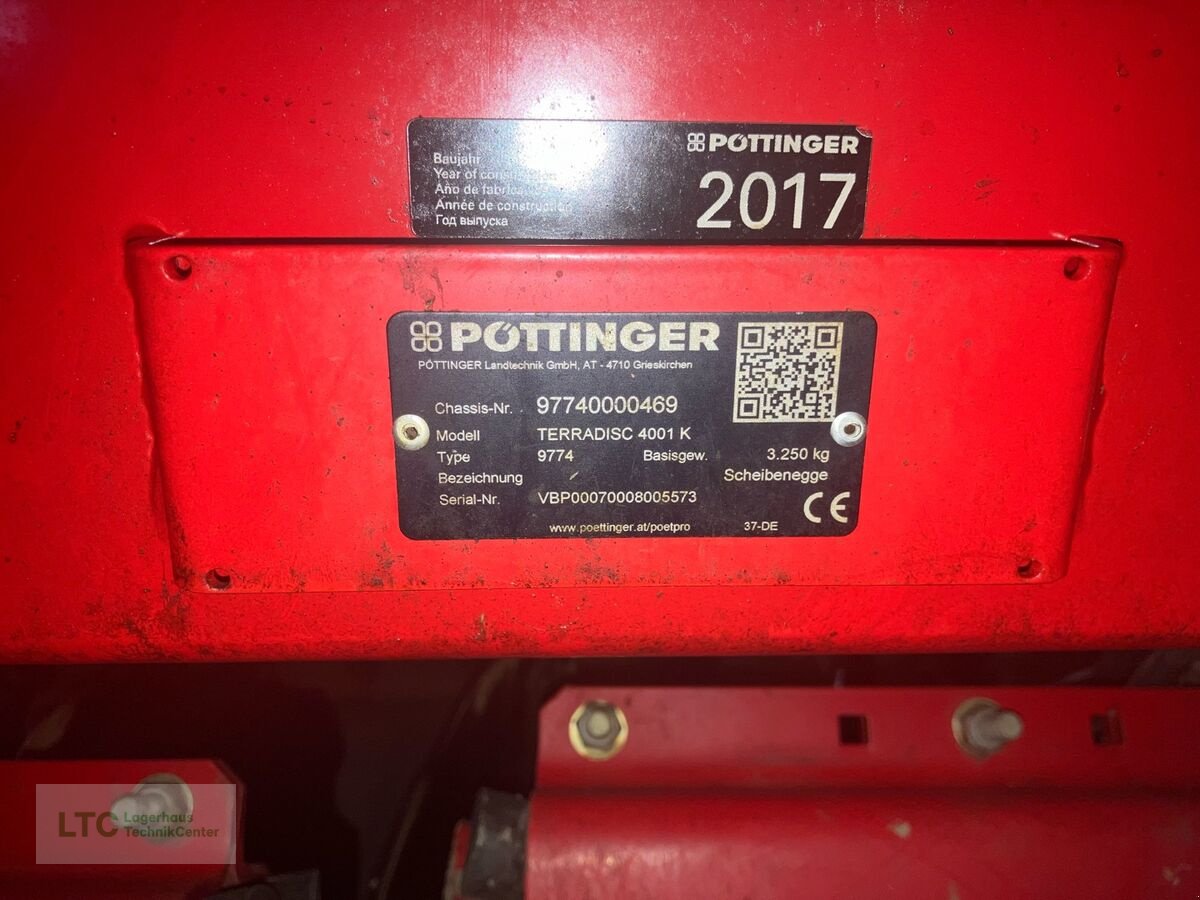 PÖTTINGER
Baujahr
Year of construction
Año de fabricación
Année de construction
Год выпуска
2017
PÖTTINGER
PÖTTINGER Landtechnik GmbH, AT - 4710 Grieskirchen
Chassis-Nr. 97740000469
Modell TERRADISC 4001 K
Type 9774 Basisgew. 3.250 kg
Bezeichnung Scheibenegge
Serial-Nr. VBP00070008005573
CE
www.poettinger.at/poetpro 37-DE
LTC Lagerhaus
TechnikCenter